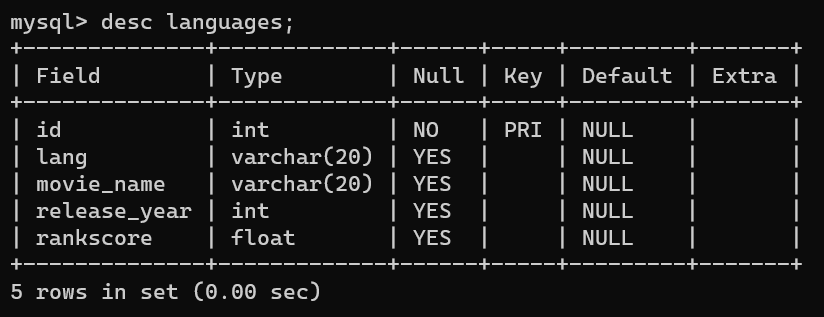 mysql> desc languages;
+--------------+-------------+------+-----+---------+-------+
| Field        | Type        | Null | Key | Default | Extra |
+--------------+-------------+------+-----+---------+-------+
| id           | int         | NO   | PRI | NULL    |       |
| lang         | varchar(20) | YES  |     | NULL    |       |
| movie_name   | varchar(20) | YES  |     | NULL    |       |
| release_year | int         | YES  |     | NULL    |       |
| rankscore    | float       | YES  |     | NULL    |       |
+--------------+-------------+------+-----+---------+-------+
5 rows in set (0.00 sec)